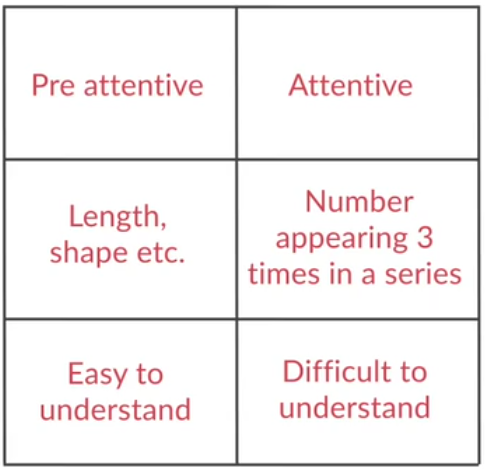 Pre attentive
Attentive
Length,
shape etc.
Number
appearing 3
times in a series
Easy to
understand
Difficult to
understand